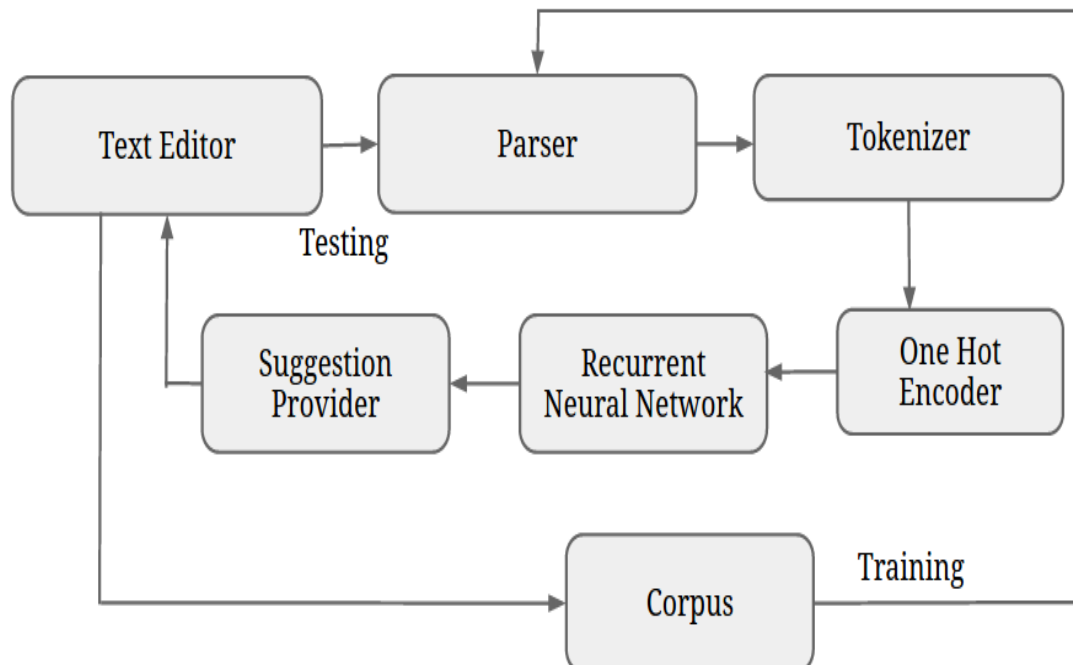 Text Editor
Parser
Tokenizer
Testing
Suggestion
Provider
Recurrent
Neural Network
One Hot
Encoder
Corpus
Training